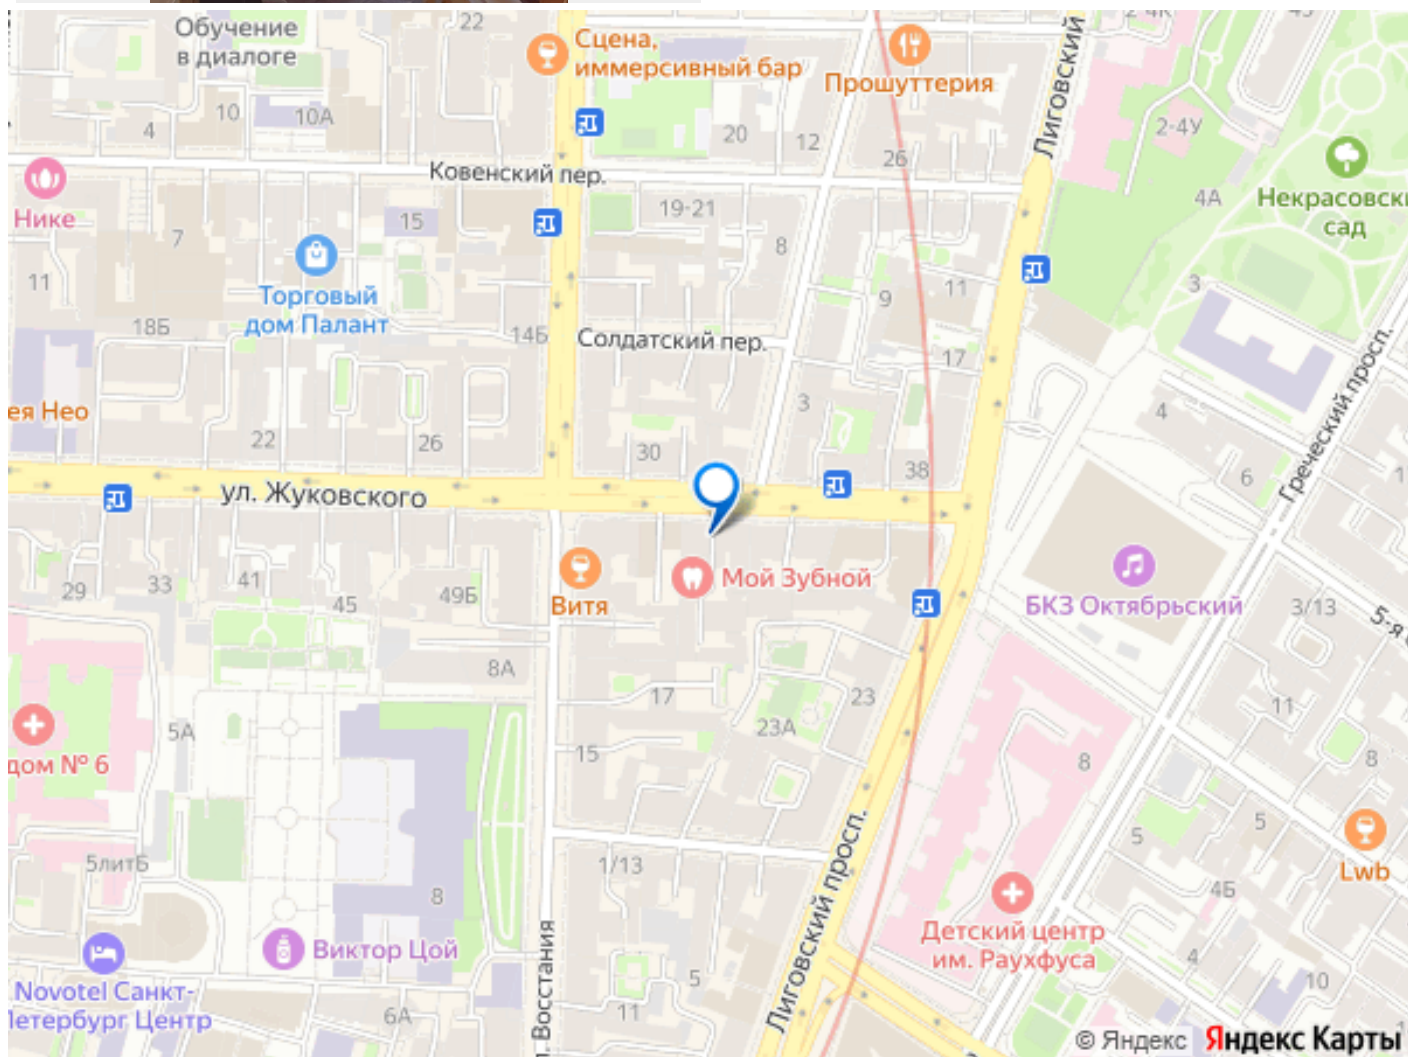 Обучение
в диалоге
22
Сцена,
иммерсивный бар
Прошуттерия
Лиговский
2-4У
10
10А
4
20
12
26
Ковенский пер.
Нике
15
19-21
4А
Некрасовск
сад
7
8
11
Торговый
дом Палант
9
11
3
18Б
14Б
Солдатский пер.
17
Греческий просп.
ея Нео
22
26
30
3
38
4
6
ул. Жуковского
29
33
41
45
49Б
Витя
Мой Зубной
БКЗ Октябрьский
3/13
5-я
8А
17
23
23А
11
5А
15
дом № 6
8
8
5литБ
1/13
Лиговский просп.
5
5
Lwb
8
4Б
Виктор Цой
Детский центр
им. Раухфуса
4
10
Novotel Санкт-
Петербург Центр
6А
. Восстания
5
11
© Яндекс Яндекс Карты